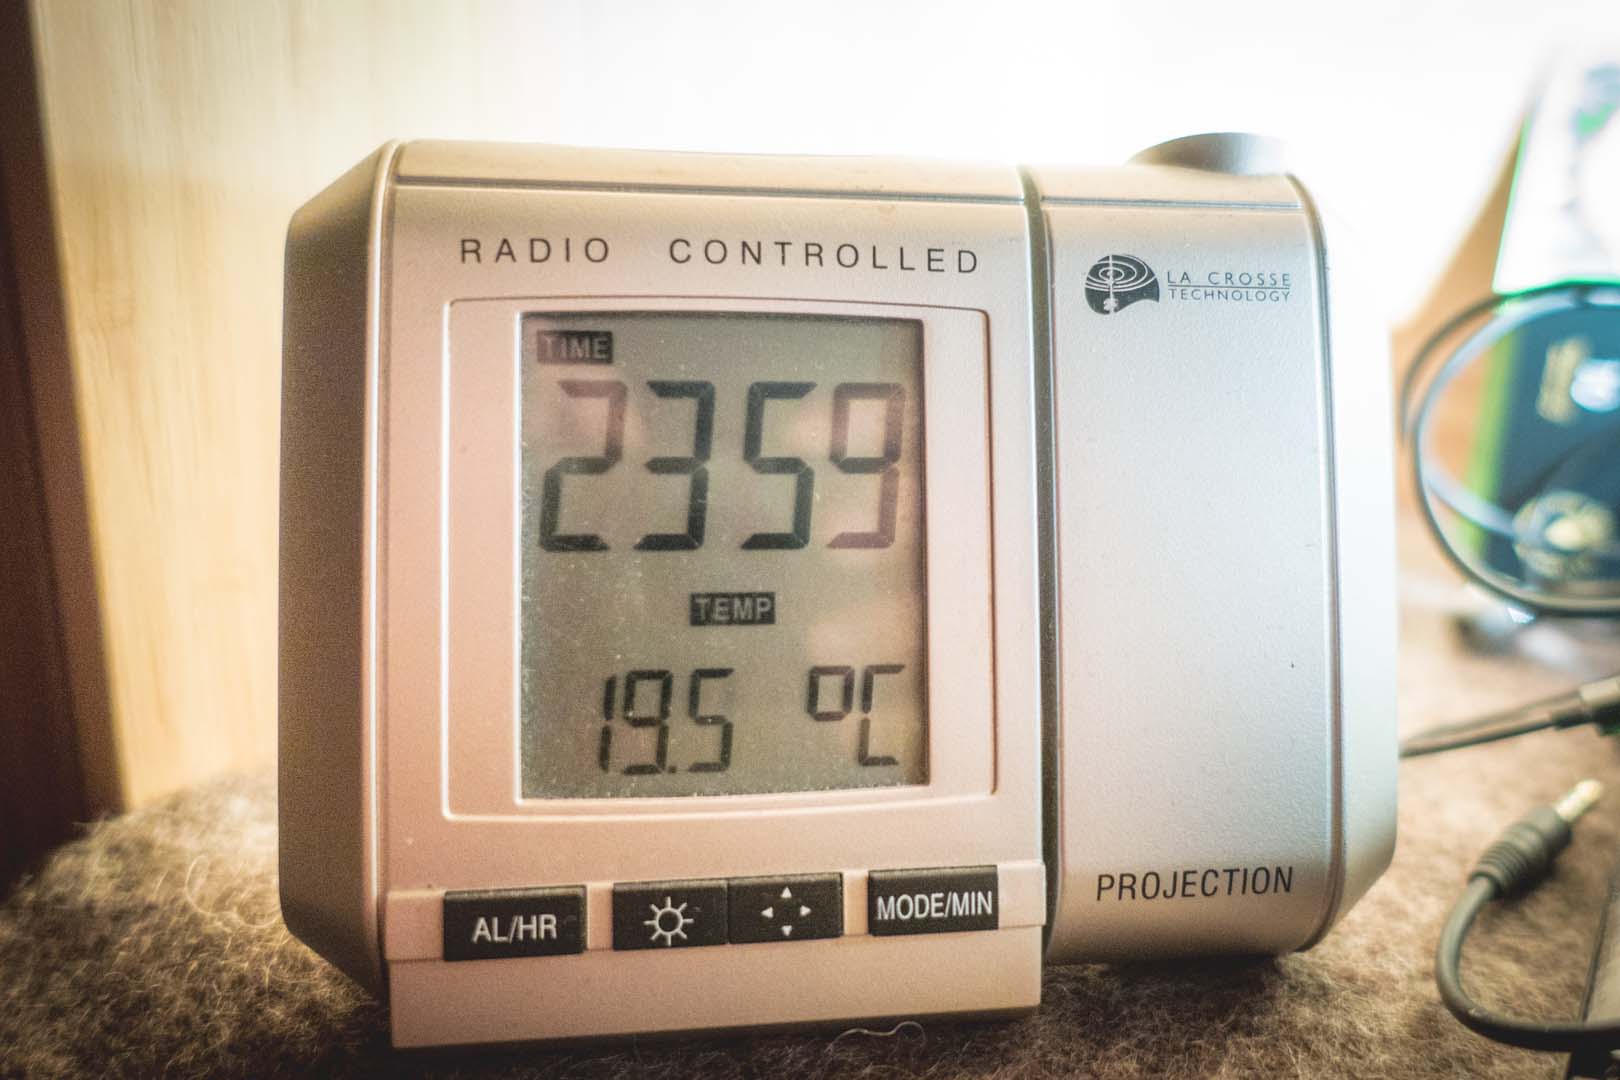 RADIO CONTROLLED
LA CROSSE
TECHNOLOGY
TIME
2359
TEMP
19.5 °C
AL/HR
MODE/MIN
PROJECTION